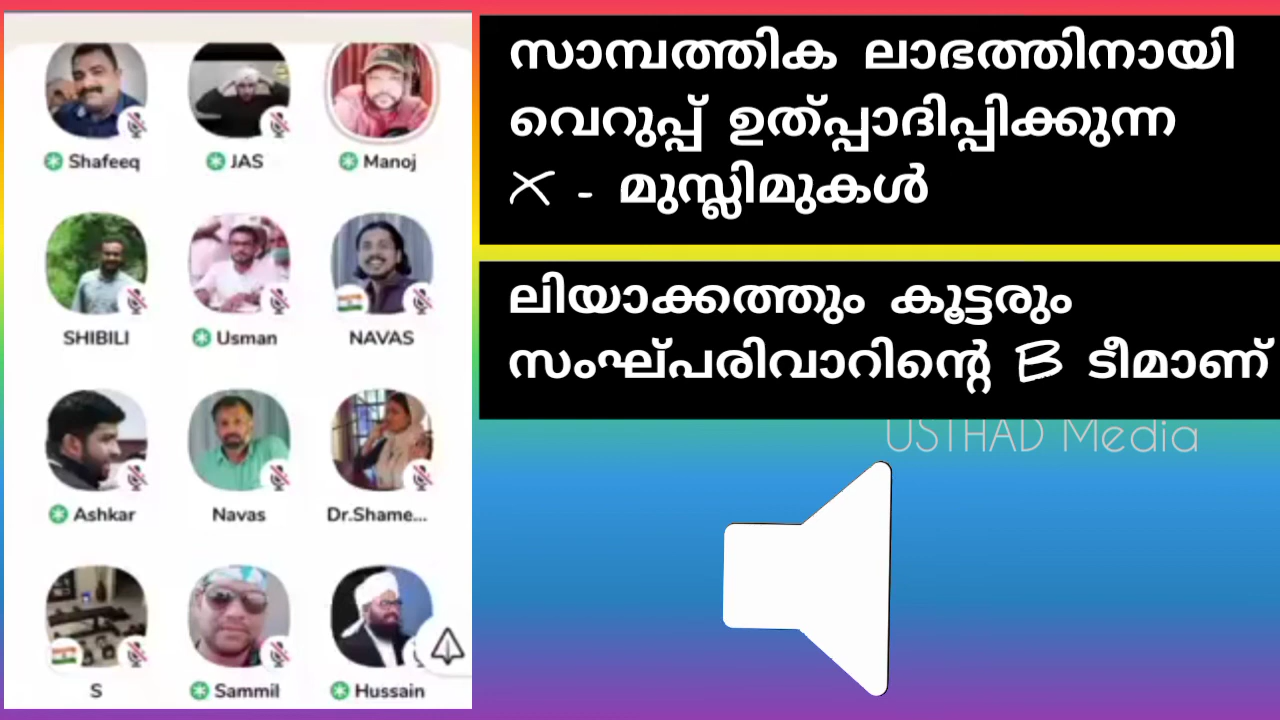 Shafeeq JAS Manoj
SHIBILI Usman NAVAS
Ashkar Navas Dr.Shame...
S Sammil Hussain
സാമ്പത്തിക ലാഭത്തിനായി
വെറുപ്പ് ഉത്പ്പാദിപ്പിക്കുന്ന
X - മുസ്ലിമുകൾ
ലിയാക്കത്തും കൂട്ടരും
സംഘ്പരിവാറിന്റെ B ടീമാണ്
USTHAD Media